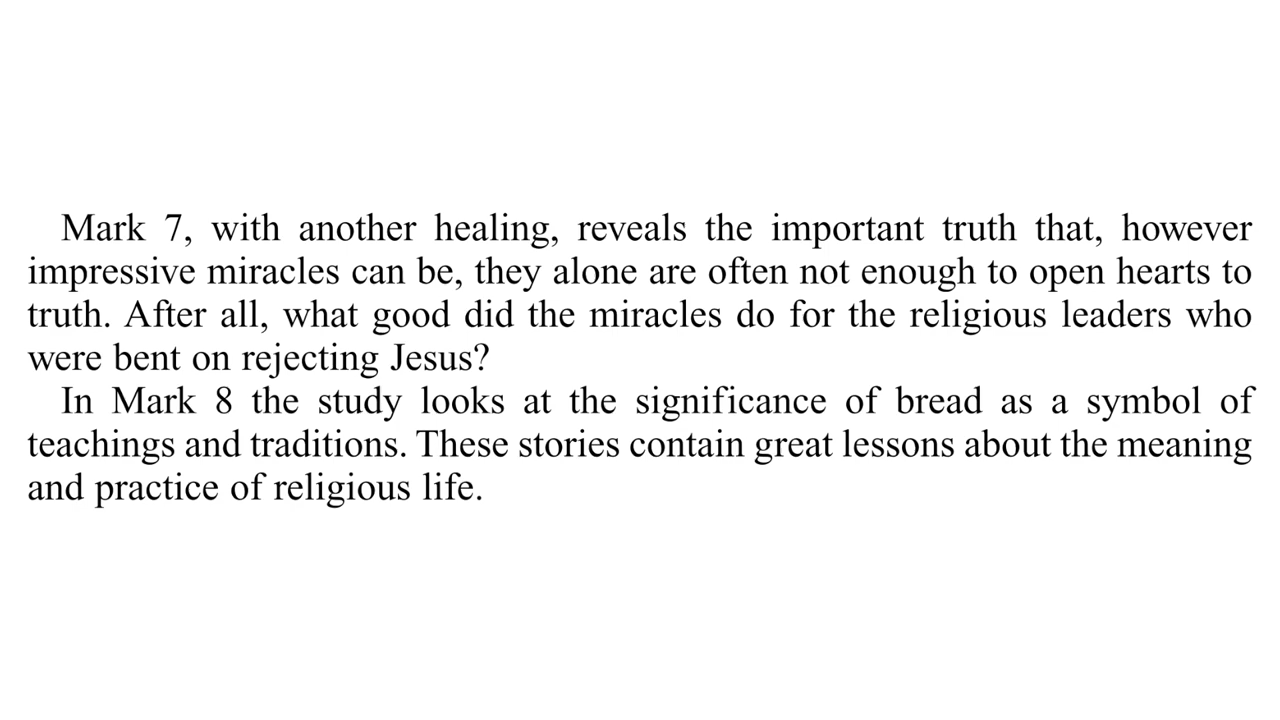 Mark 7, with another healing, reveals the important truth that, however
impressive miracles can be, they alone are often not enough to open hearts to
truth. After all, what good did the miracles do for the religious leaders who
were bent on rejecting Jesus?
In Mark 8 the study looks at the significance of bread as a symbol of
teachings and traditions. These stories contain great lessons about the meaning
and practice of religious life.